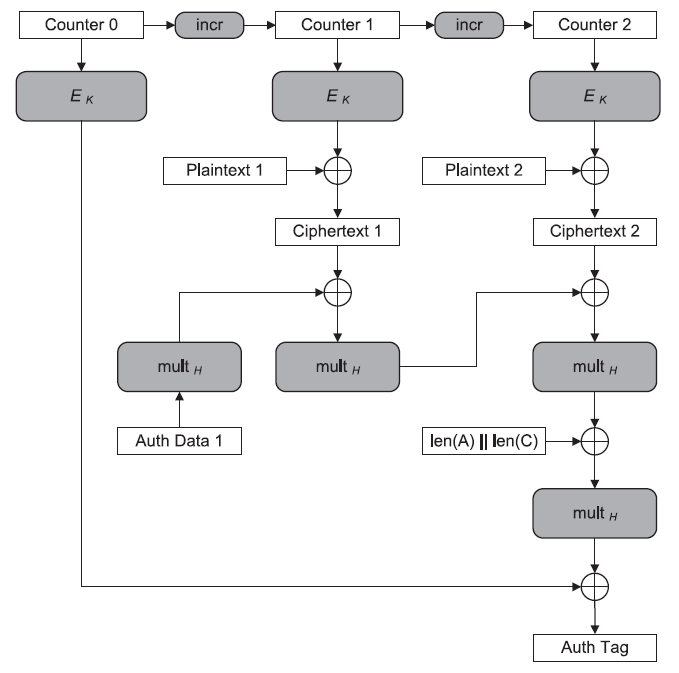 Counter 0
incr
Counter 1
incr
Counter 2
E K
E K
E K
Plaintext 1
Plaintext 2
Ciphertext 1
Ciphertext 2
mult H
mult H
mult H
Auth Data 1
len(A) || len(C)
mult H
Auth Tag